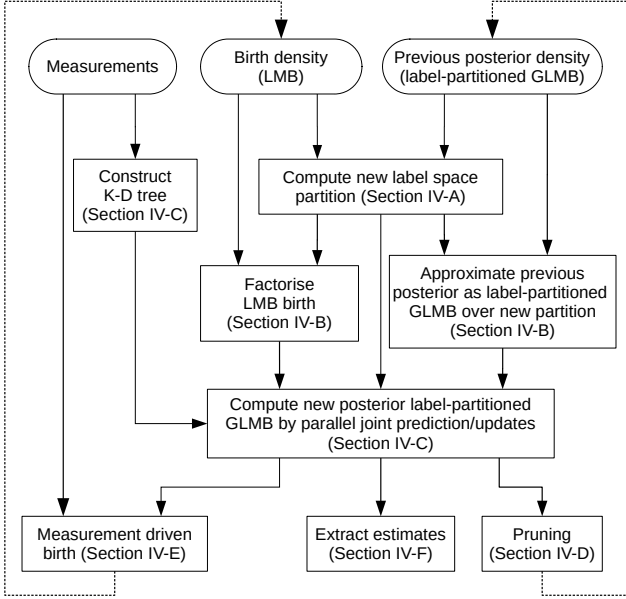 Measurements
Birth density
(LMB)
Previous posterior density
(label-partitioned GLMB)
Construct
K-D tree
(Section IV-C)
Compute new label space
partition (Section IV-A)
Factorise
LMB birth
(Section IV-B)
Approximate previous
posterior as label-partitioned
GLMB over new partition
(Section IV-B)
Compute new posterior label-partitioned
GLMB by parallel joint prediction/updates
(Section IV-C)
Measurement driven
birth (Section IV-E)
Extract estimates
(Section IV-F)
Pruning
(Section IV-D)